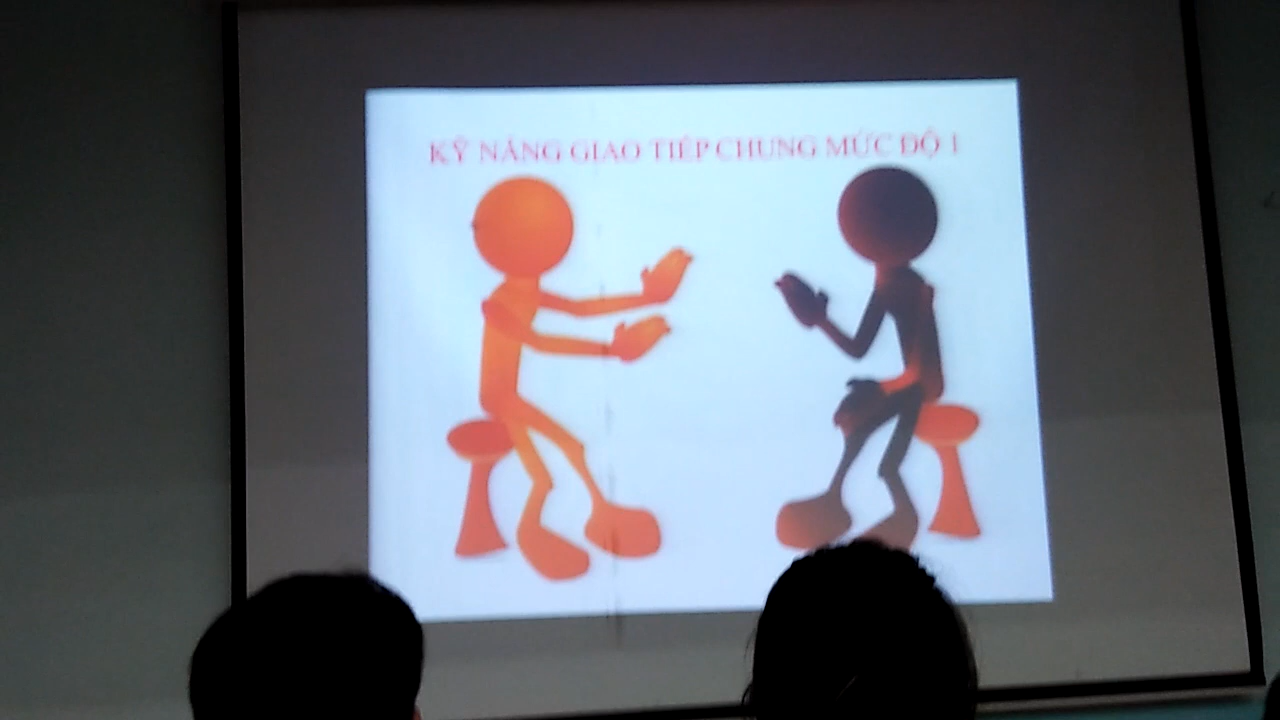 KỸ NĂNG GIAO TIẾP CHUNG MỨC ĐỘ 1